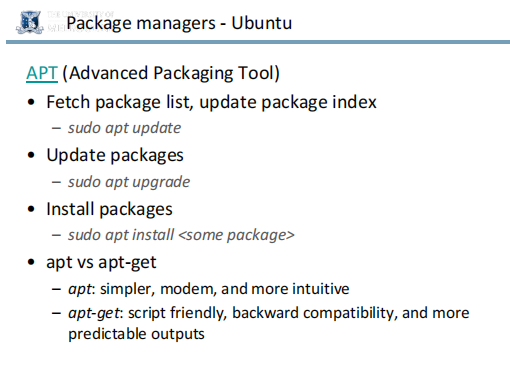 Package managers - Ubuntu
APT (Advanced Packaging Tool)
• Fetch package list, update package index
– sudo apt update
• Update packages
– sudo apt upgrade
• Install packages
– sudo apt install <some package>
• apt vs apt-get
– apt: simpler, modem, and more intuitive
– apt-get: script friendly, backward compatibility, and more
predictable outputs